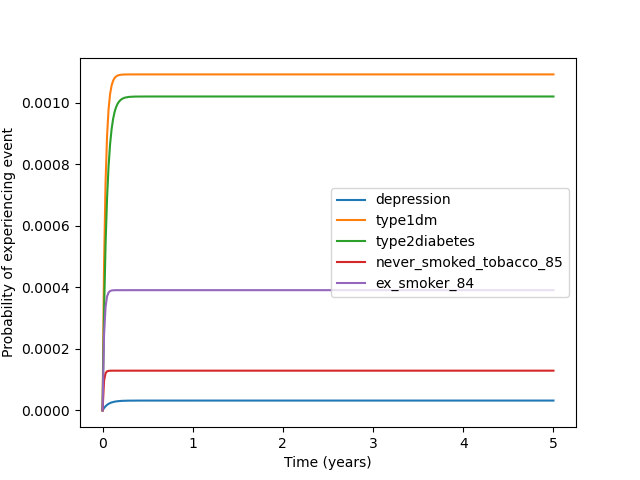 Probability of experiencing event
0.0010
0.0008
0.0006
0.0004
0.0002
0.0000
depression
type1dm
type2diabetes
never_smoked_tobacco_85
ex_smoker_84
0 1 2 3 4 5
Time (years)